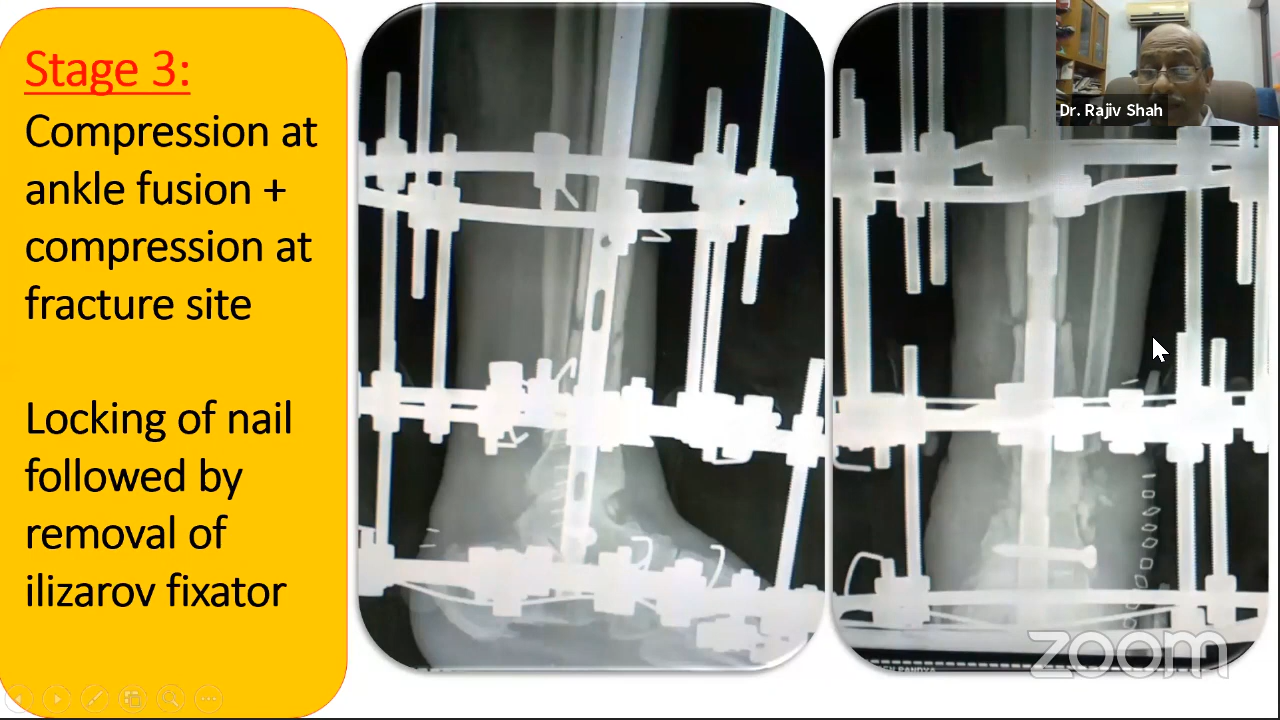 Stage 3:
Compression at
ankle fusion +
compression at
fracture site
Locking of nail
followed by
removal of
ilizarov fixator
Dr. Rajiv Shah
zoom